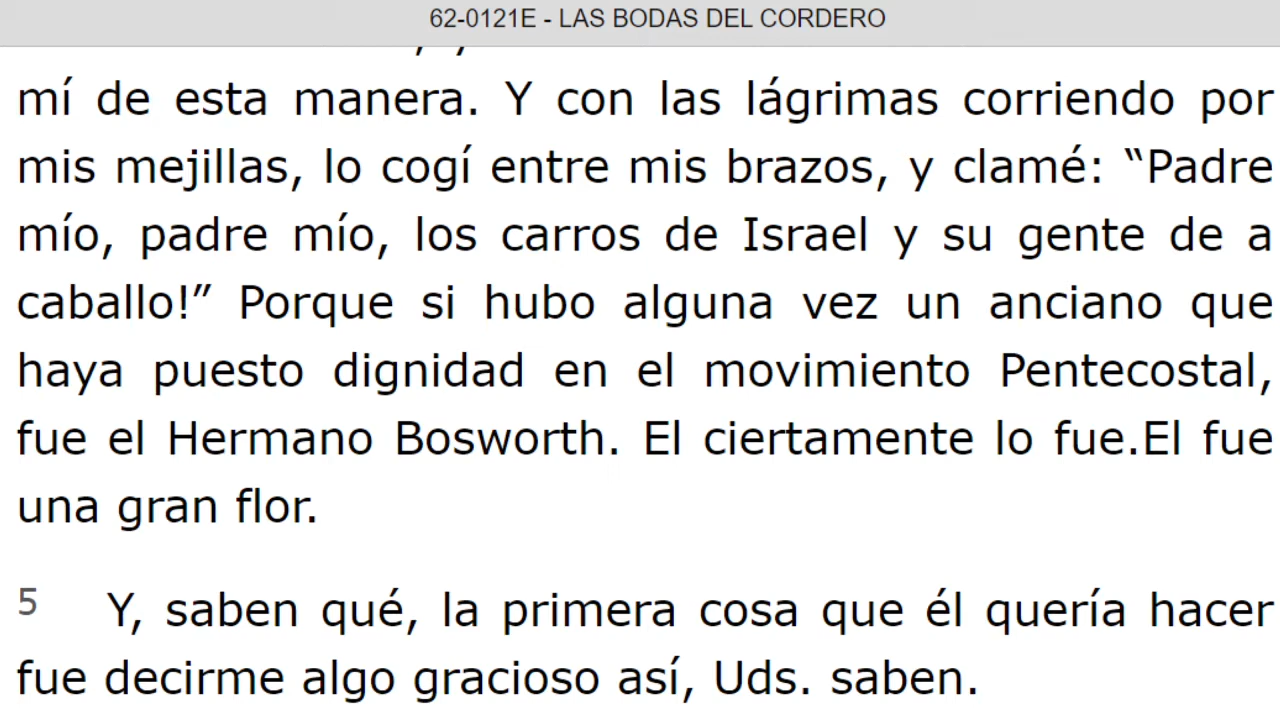 62-0121E - LAS BODAS DEL CORDERO
mí de esta manera. Y con las lágrimas corriendo por
mis mejillas, lo cogí entre mis brazos, y clamé: “Padre
mío, padre mío, los carros de Israel y su gente de a
caballo!” Porque si hubo alguna vez un anciano que
haya puesto dignidad en el movimiento Pentecostal,
fue el Hermano Bosworth. El ciertamente lo fue.El fue
una gran flor.
5 Y, saben qué, la primera cosa que él quería hacer
fue decirme algo gracioso así, Uds. saben.